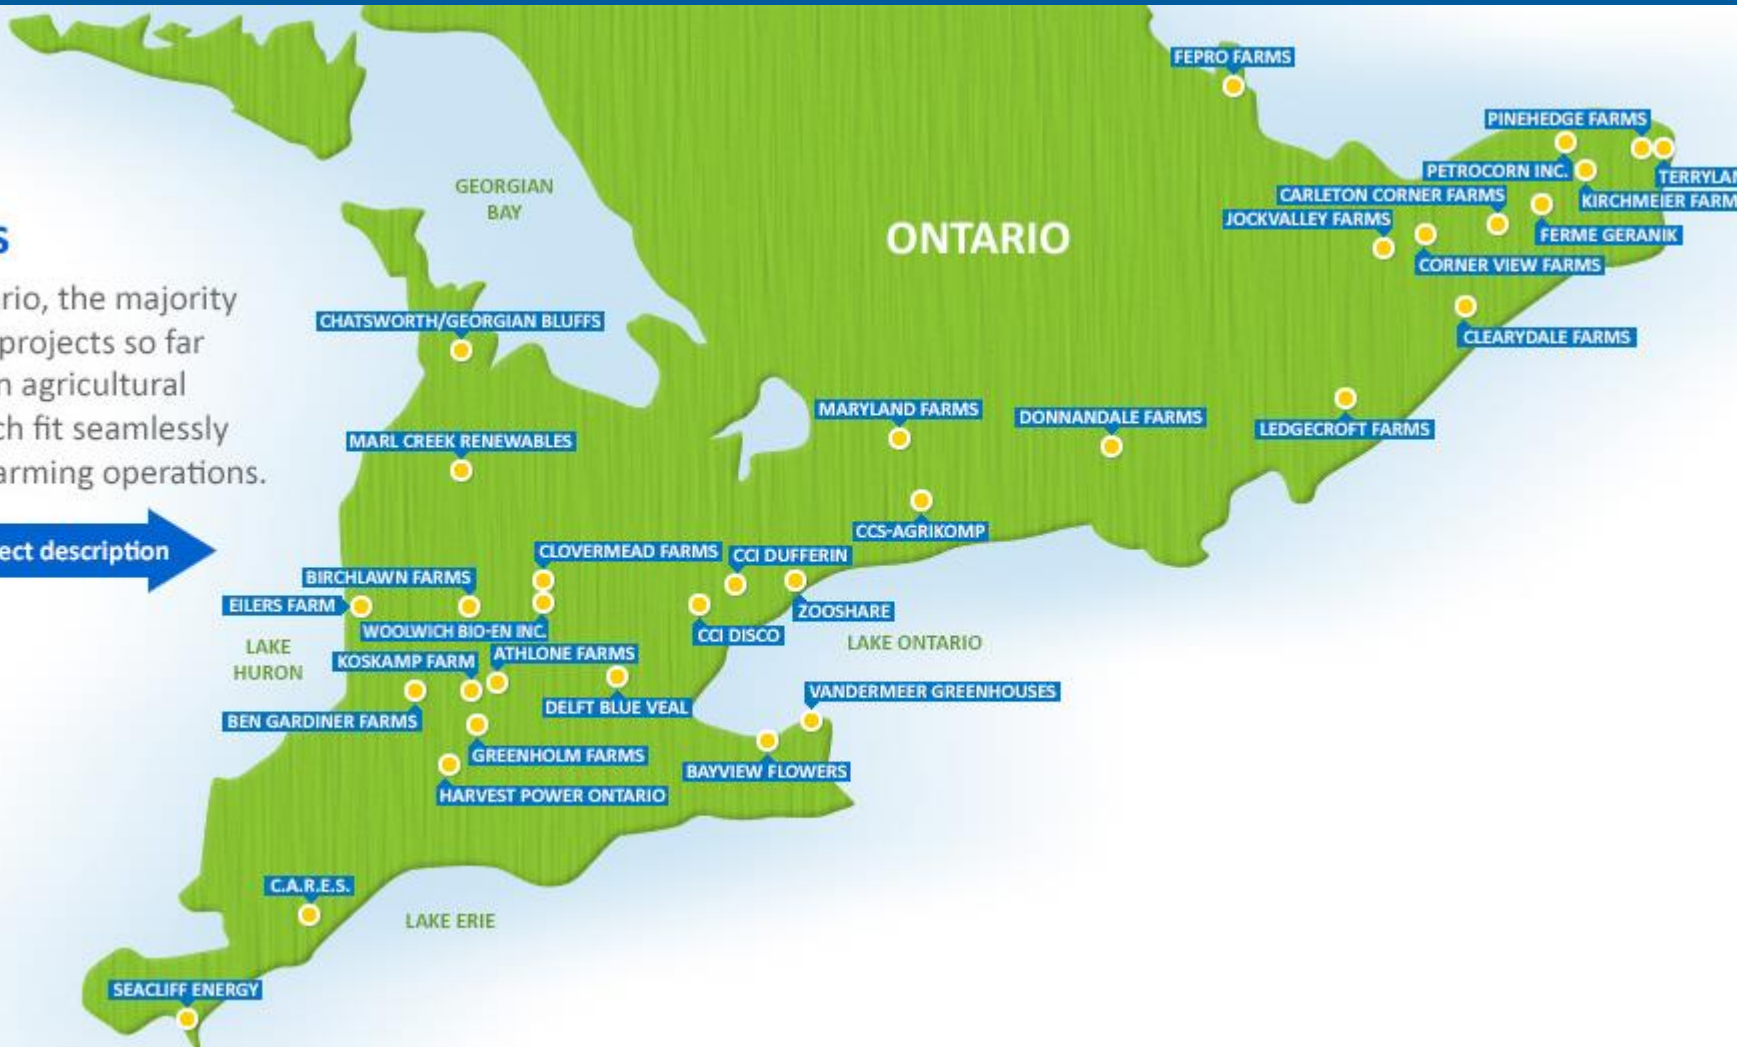 FEPRO FARMS
PINEHEDGE FARMS
PETROCORN INC.
TERRYLAN
CARLETON CORNER FARMS
KIRCHMEIER FARM
GEORGIAN
BAY
JOCKVALLEY FARMS
ONTARIO
FERME GERANIK
S
CORNER VIEW FARMS
rio, the majority
CHATSWORTH/GEORGIAN BLUFFS
projects so far
CLEARYDALE FARMS
n agricultural
MARYLAND FARMS
DONNANDALE FARMS
ch fit seamlessly
LEDGECROFT FARMS
MARL CREEK RENEWABLES
arming operations.
CCS-AGRIKOMP
ect description
CLOVERMEAD FARMS
CCI DUFFERIN
BIRCHLAWN FARMS
EILERS FARM
ZOOSHARE
WOOLWICH BIO-EN INC.
CCI DISCO
LAKE
HURON
LAKE ONTARIO
KOSKAMP FARM
ATHLONE FARMS
VANDERMEER GREENHOUSES
DELFT BLUE VEAL
BEN GARDINER FARMS
GREENHOLM FARMS
BAYVIEW FLOWERS
HARVEST POWER ONTARIO
C.A.R.E.S.
LAKE ERIE
SEACLIFF ENERGY